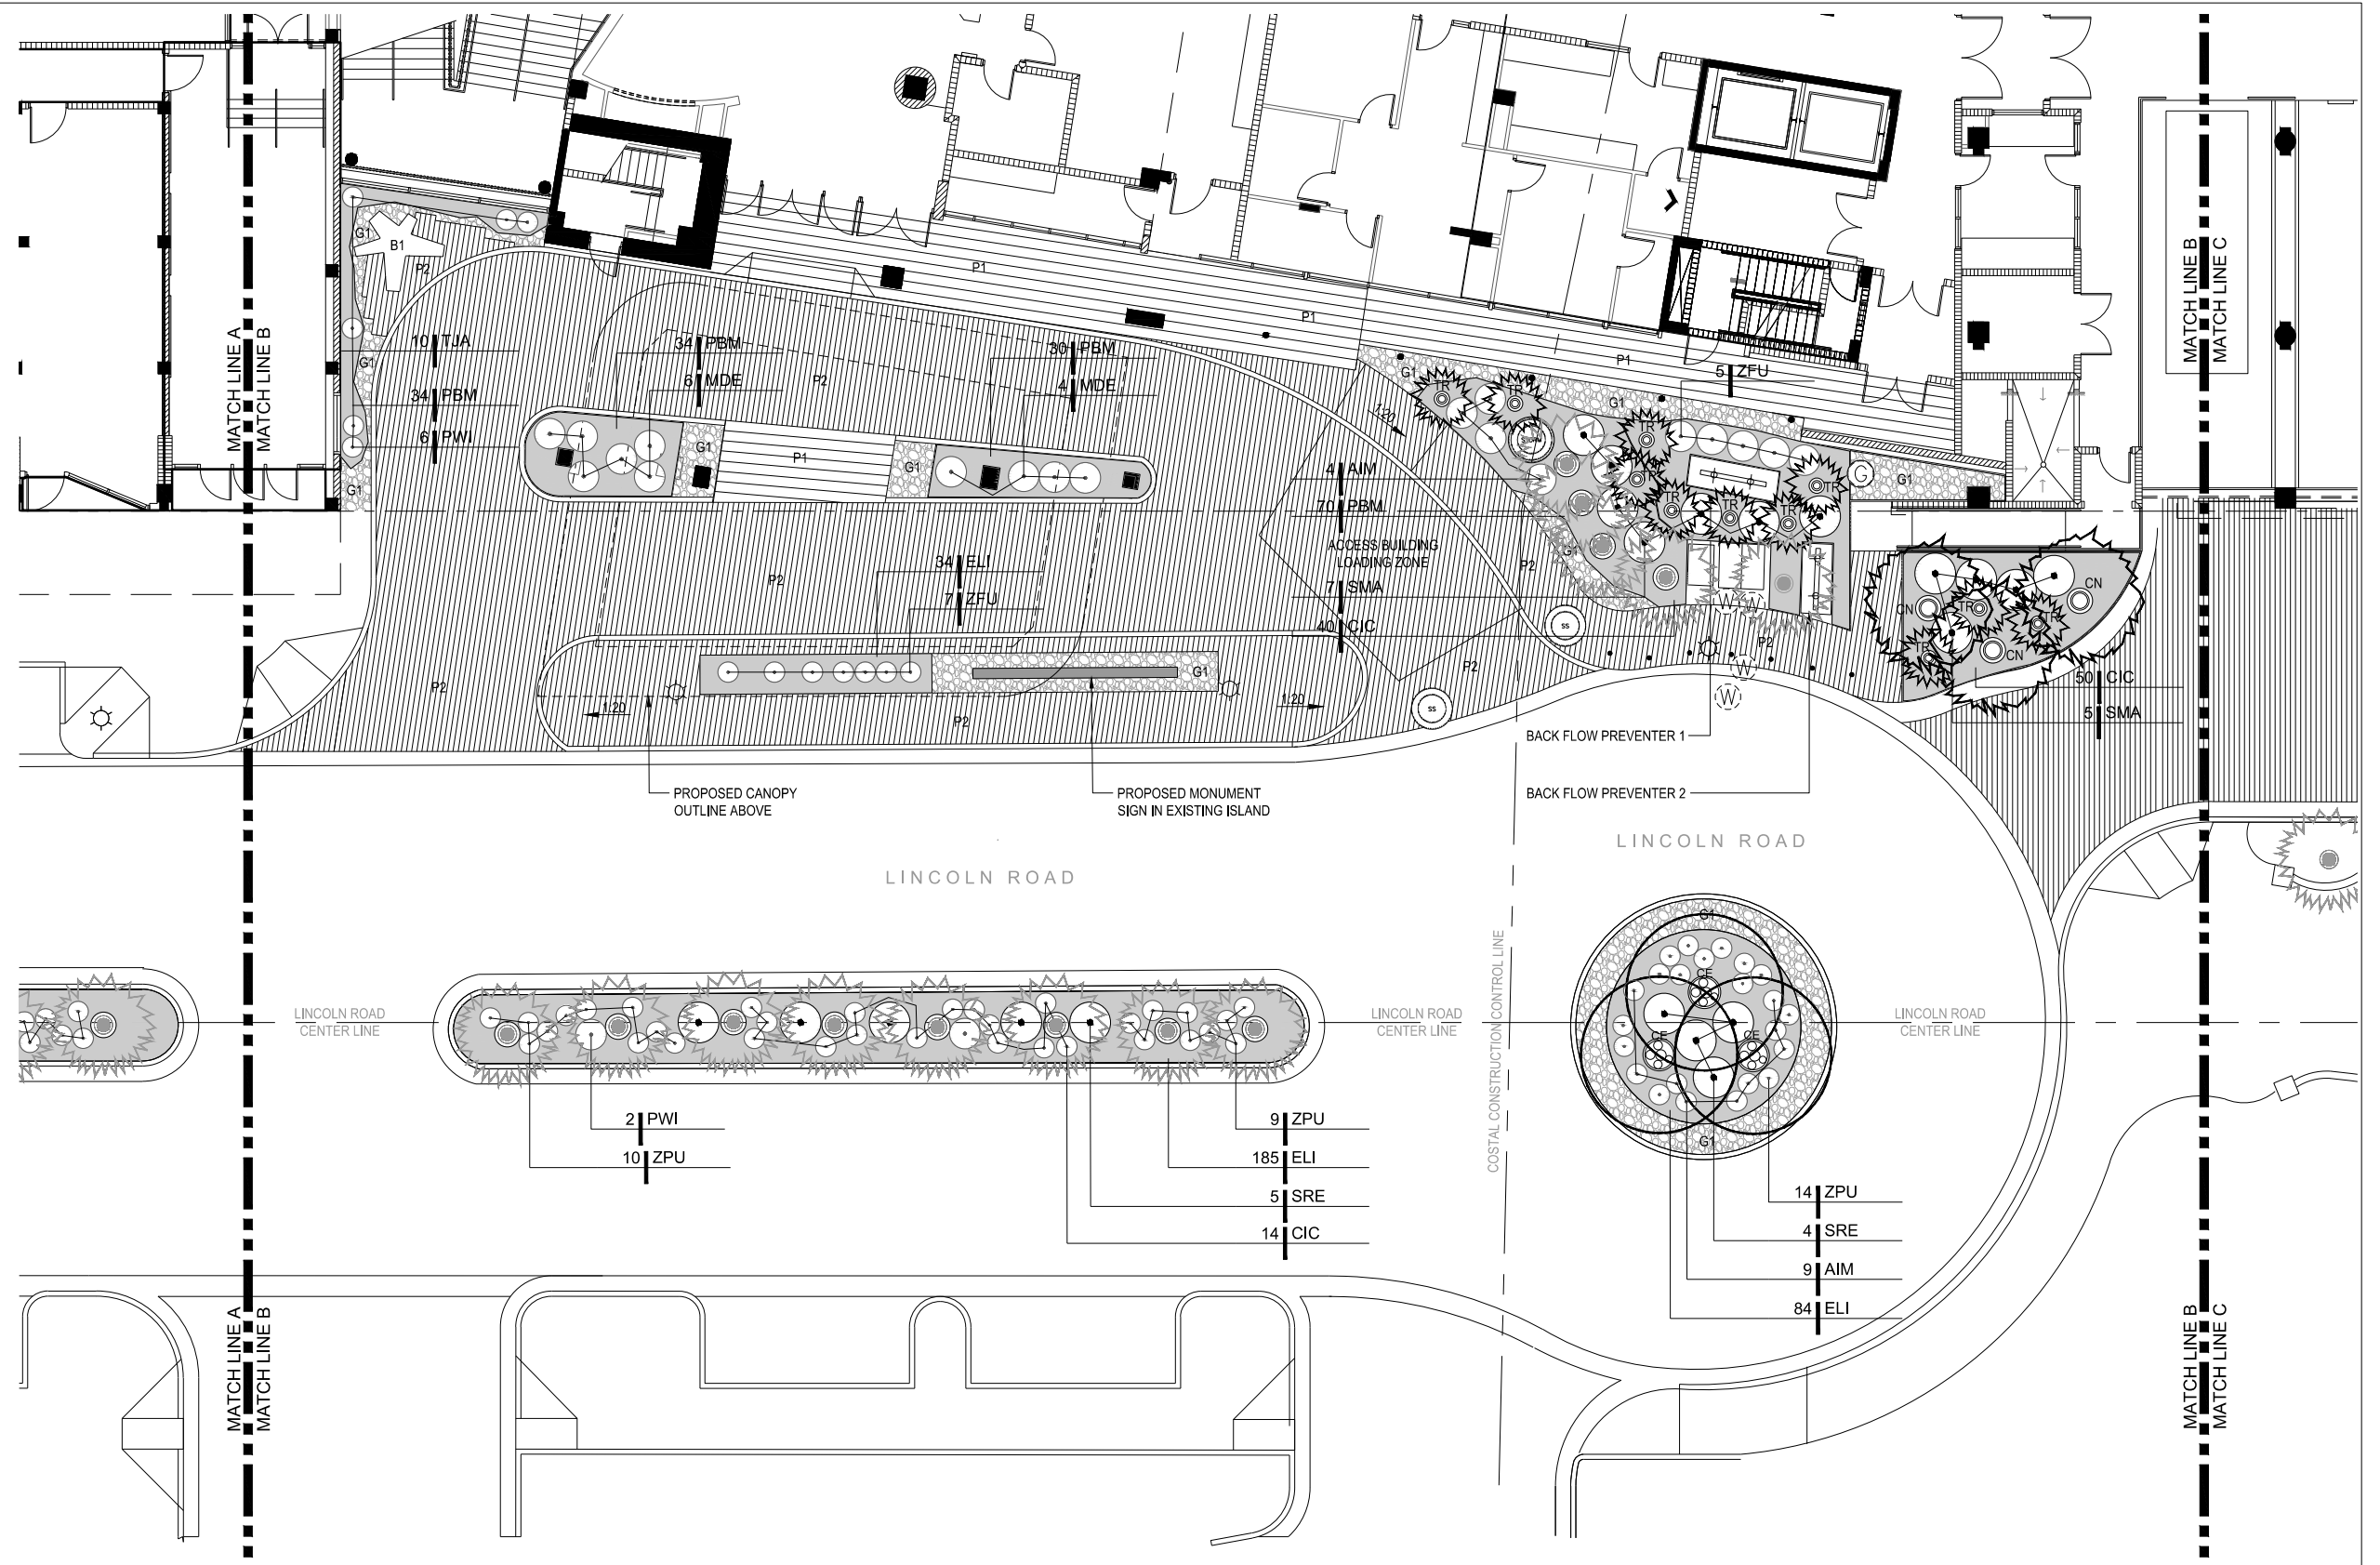 MATCH LINE A
MATCH LINE B
MATCH LINE B
MATCH LINE C
G1
B1
P2
P1
P1
P1
10 TJA
34 PBM
6 MDE
30 PBM
4 MDE
5 ZFU
G1
P2
G1
TR
TR
G1
34 PBM
6 PWI
G1
G1
P1
G1
1:20
TR
TR
TR
TR
TR
TR
G
G1
4 AIM
70 PBM
ACCESS BUILDING
LOADING ZONE
G1
P2
34 ELI
7 ZFU
P2
7 SMA
40 CIC
SS
W
W
P2
CN
CN
CN
TR
TR
TR
P2
P2
G1
W
W
50 CIC
5 SMA
1:20
P2
1:20
SS
BACK FLOW PREVENTER 1
PROPOSED CANOPY
OUTLINE ABOVE
PROPOSED MONUMENT
SIGN IN EXISTING ISLAND
BACK FLOW PREVENTER 2
LINCOLN ROAD
LINCOLN ROAD
G1
CE
CE
CE
G1
LINCOLN ROAD
CENTER LINE
LINCOLN ROAD
CENTER LINE
LINCOLN ROAD
CENTER LINE
COSTAL CONSTRUCTION CONTROL LINE
2 PWI
10 ZPU
9 ZPU
185 ELI
5 SRE
14 CIC
14 ZPU
4 SRE
9 AIM
84 ELI
MATCH LINE A
MATCH LINE B
MATCH LINE B
MATCH LINE C